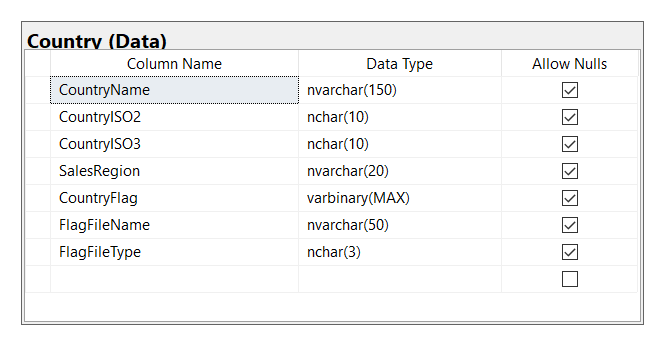 Country (Data)
Column Name Data Type Allow Nulls
CountryName nvarchar(150)
CountryISO2 nchar(10)
CountryISO3 nchar(10)
SalesRegion nvarchar(20)
CountryFlag varbinary(MAX)
FlagFileName nvarchar(50)
FlagFileType nchar(3)